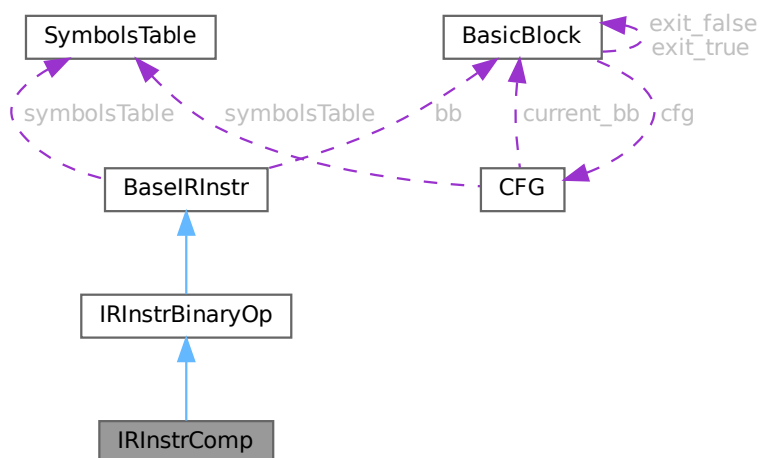 SymbolsTable
BasicBlock
exit_false
exit_true
symbolsTable
symbolsTable
bb
current_bb
cfg
BaseIRInstr
CFG
IRInstrBinaryOp
IRInstrComp